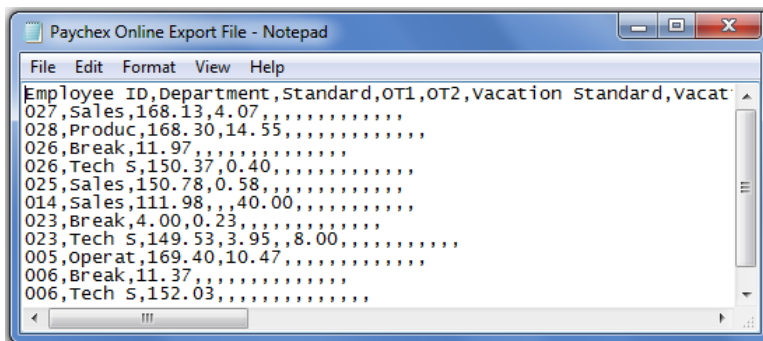 Paychex Online Export File - Notepad
File Edit Format View Help
Employee ID,Department,Standard,OT1,OT2,Vacation Standard,Vacat
027,Sales,168.13,4.07,,,,,,,,,,,,,
028,Produc,168.30,14.55,,,,,,,,,,,,,
026,Break,11.97,,,,,,,,,,,,,,
026,Tech S,150.37,0.40,,,,,,,,,,,,,
025,Sales,150.78,0.58,,,,,,,,,,,,,
014,Sales,111.98,,,40.00,,,,,,,,,,,
023,Break,4.00,0.23,,,,,,,,,,,,,
023,Tech S,149.53,3.95,,8.00,,,,,,,,,,,
005,Operat,169.40,10.47,,,,,,,,,,,,,
006,Break,11.37,,,,,,,,,,,,,,
006,Tech S,152.03,,,,,,,,,,,,,,